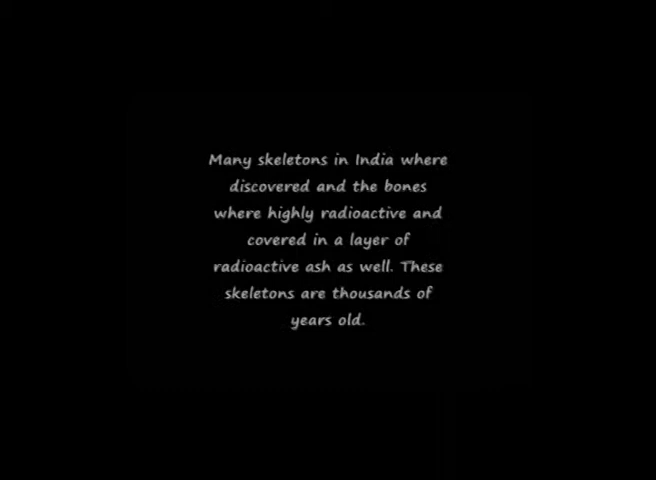 Many skeletons in India where
discovered and the bones
where highly radioactive and
covered in a layer of
radioactive ash as well. These
skeletons are thousands of
years old.